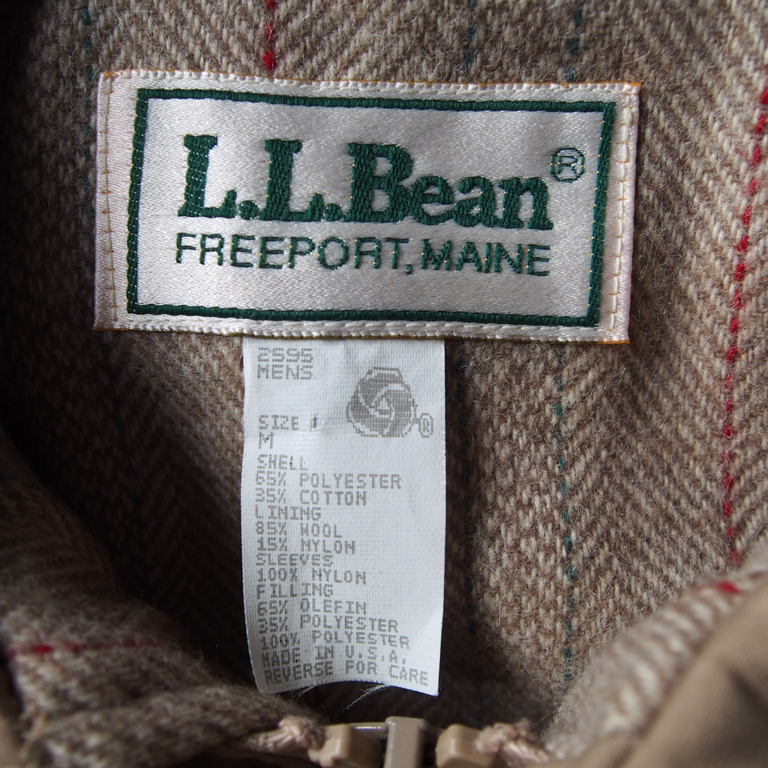 L.L.Bean®
FREEPORT, MAINE
2595
MENS
®
SIZE
M
SHELL
65% POLYESTER
35% COTTON
LINING
85% WOOL
15% NYLON
SLEEVES
100% NYLON
FILLING
65% OLEFIN
35% POLYESTER
100% POLYESTER
MADE IN U.S.A.
REVERSE FOR CARE